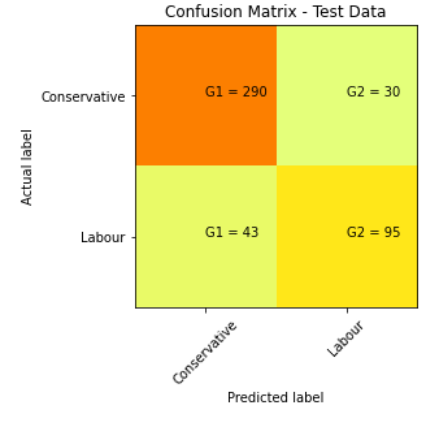 Confusion Matrix - Test Data
Actual label
Conservative
G1 = 290
G2 = 30
Labour
G1 = 43
G2 = 95
Conservative
Labour
Predicted label